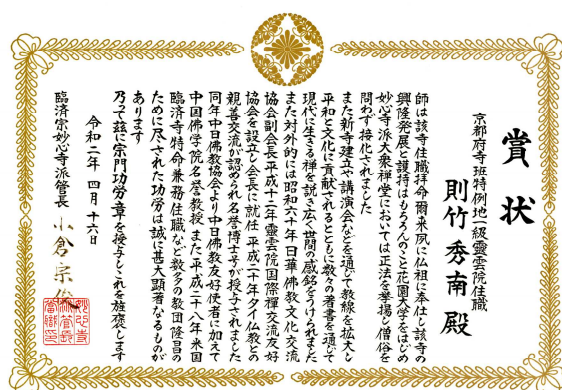 賞状
京都府寺班特例地一級靈雲院住職
則竹秀南殿
師は該寺住職拝命爾来夙に仏祖に奉仕し該寺の
興隆発展と護持はもちろんのこと花園大学をはじめ
妙心寺派大衆禅堂においては正法を挙揚し僧俗を
問わず接化されました
また新寺建立や講演会などを通じて教線を拡大し
平和と文化に貢献されるとともに数々の著書を通して
現代に生きる禅を説き広く世間の感銘をうけられました
また対外的には昭和六十年日華佛教文化交流
協会副会長平成十二年靈雲院国際禅交流友好
協会を設立し会長に就任平成二十年タイ仏教との
親善交流が認められ名誉博士号が授与されました
同年中日佛教協会より中日佛教友好使者に加えて
中国佛学院名誉教授また平成二十八年米国
臨済寺特命兼務住職など数多の教団隆昌の
ために尽された功労は誠に甚大顕著なるものが
あります
乃って茲に宗門功労章を授与しこれを旌褒します
令和二年四月十六日
臨済宗妙心寺派管長 小倉宗俊